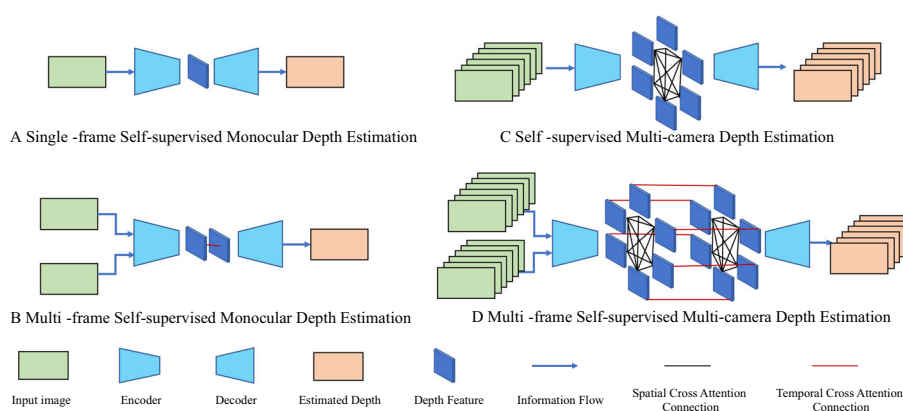 A Single -frame Self-supervised Monocular Depth Estimation
C Self -supervised Multi-camera Depth Estimation
B Multi -frame Self-supervised Monocular Depth Estimation
D Multi -frame Self-supervised Multi-camera Depth Estimation
Input image
Encoder
Decoder
Estimated Depth
Depth Feature
Information Flow
Spatial Cross Attention
Connection
Temporal Cross Attention
Connection